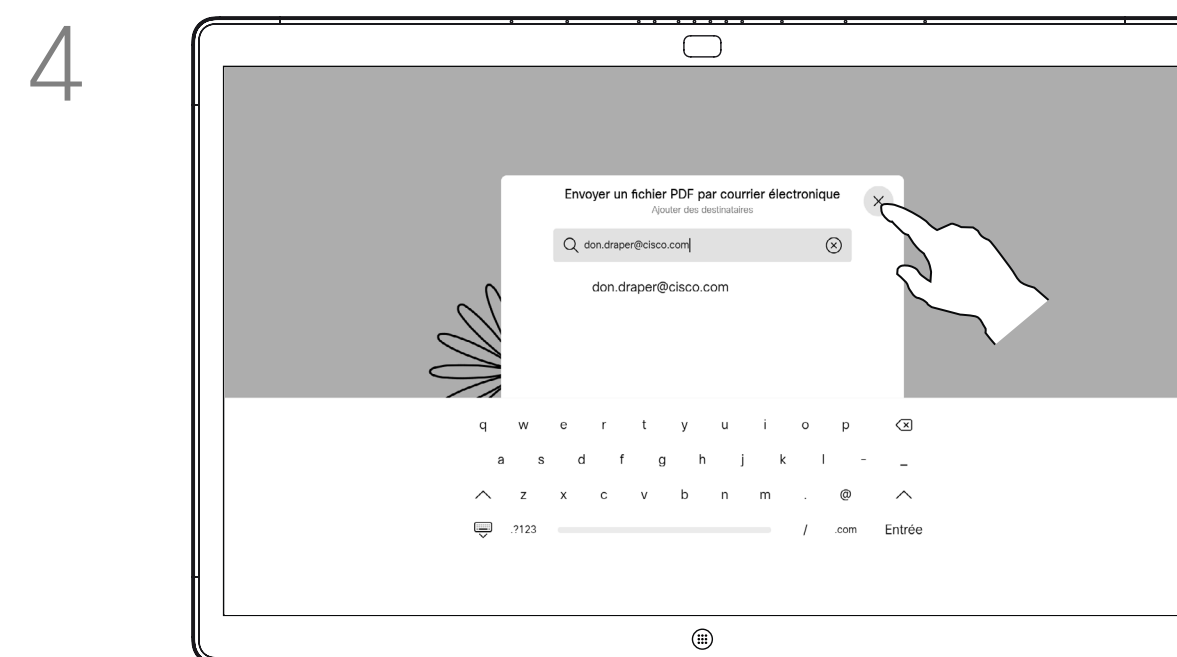 4
Envoyer un fichier PDF par courrier électronique
Ajouter des destinataires
don.draper@cisco.com
don.draper@cisco.com
q w e r t y u i o p
a s d f g h j k l - _
z x c v b n m . @
.?123 / .com Entrée